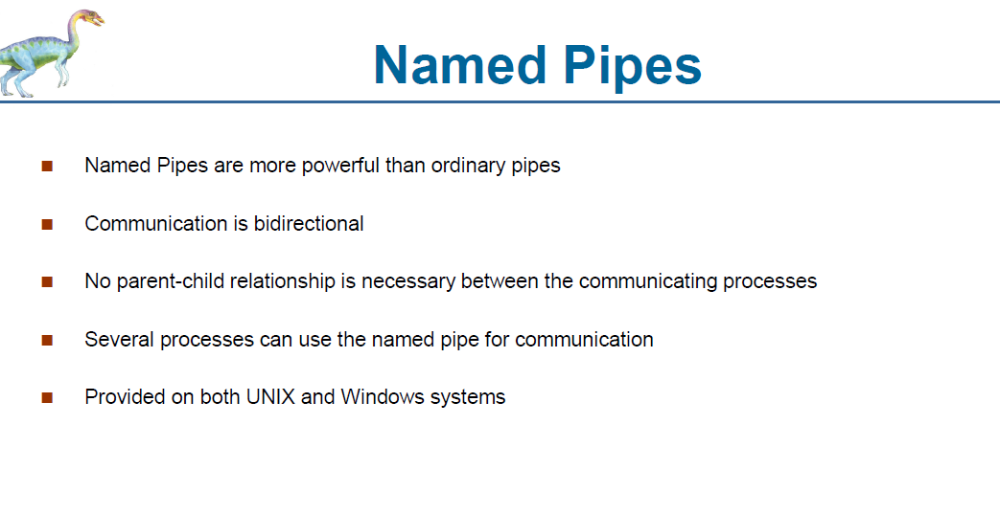 Named Pipes
Named Pipes are more powerful than ordinary pipes
Communication is bidirectional
No parent-child relationship is necessary between the communicating processes
Several processes can use the named pipe for communication
Provided on both UNIX and Windows systems